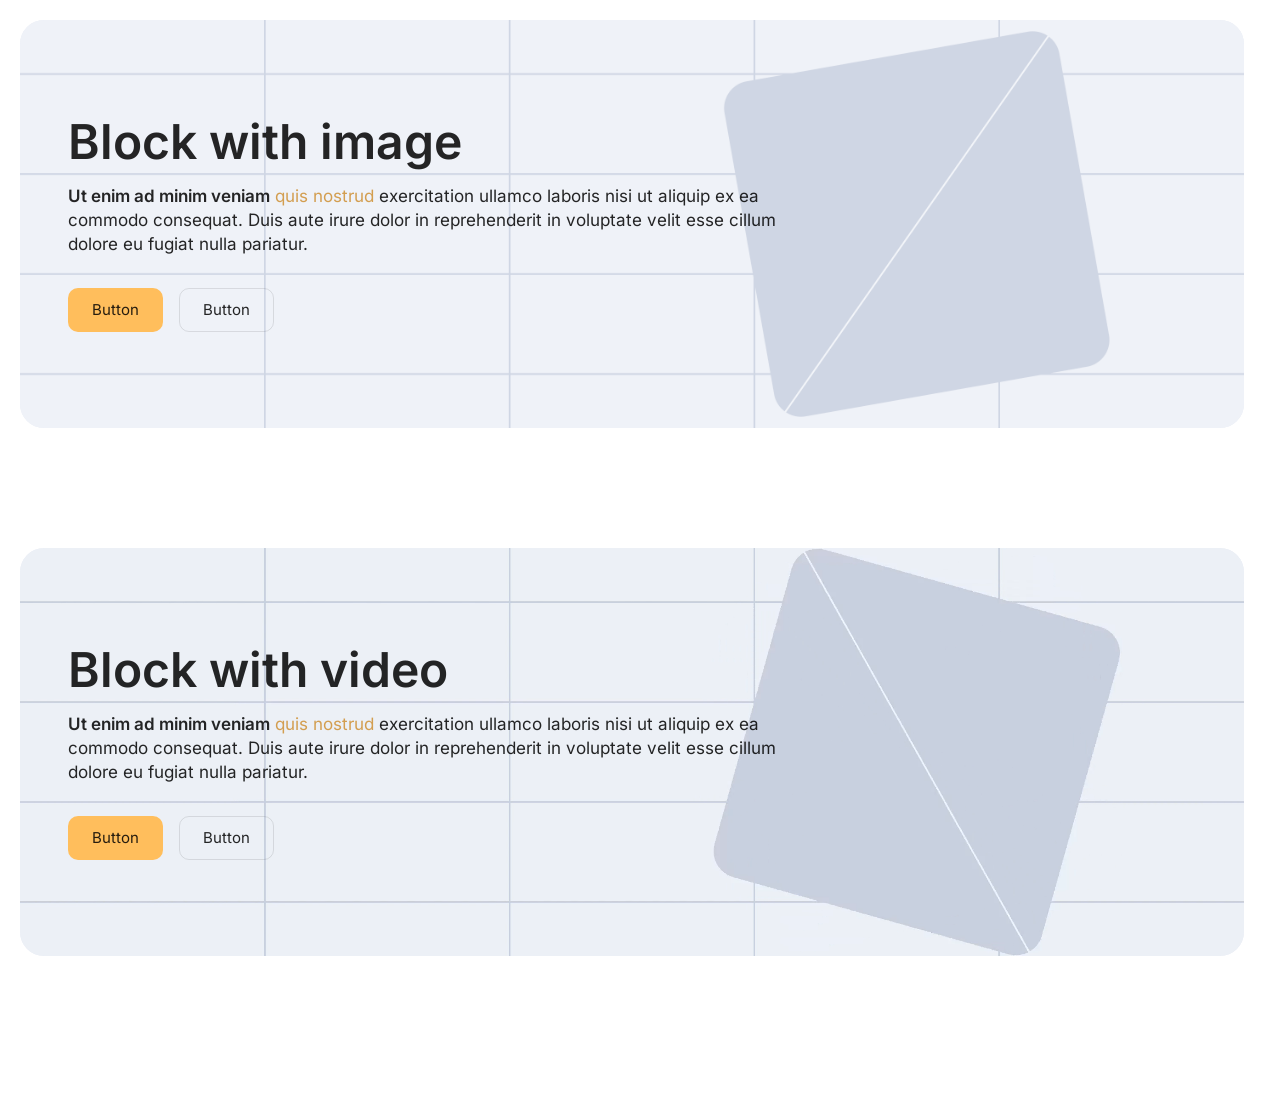 Block with image
Ut enim ad minim veniam quis nostrud exercitation ullamco laboris nisi ut aliquip ex ea
commodo consequat. Duis aute irure dolor in reprehenderit in voluptate velit esse cillum
dolore eu fugiat nulla pariatur.
Button Button
Block with video
Ut enim ad minim veniam quis nostrud exercitation ullamco laboris nisi ut aliquip ex ea
commodo consequat. Duis aute irure dolor in reprehenderit in voluptate velit esse cillum
dolore eu fugiat nulla pariatur.
Button Button